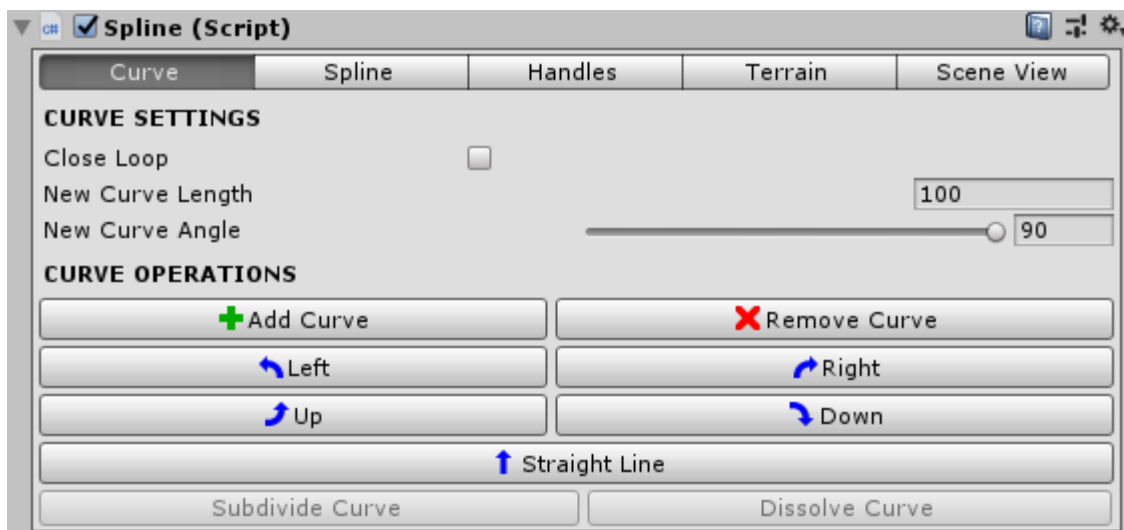 c# Spline (Script)
Curve Spline Handles Terrain Scene View
CURVE SETTINGS
Close Loop
New Curve Length 100
New Curve Angle 90
CURVE OPERATIONS
Add Curve Remove Curve
Left Right
Up Down
Straight Line
Subdivide Curve Dissolve Curve